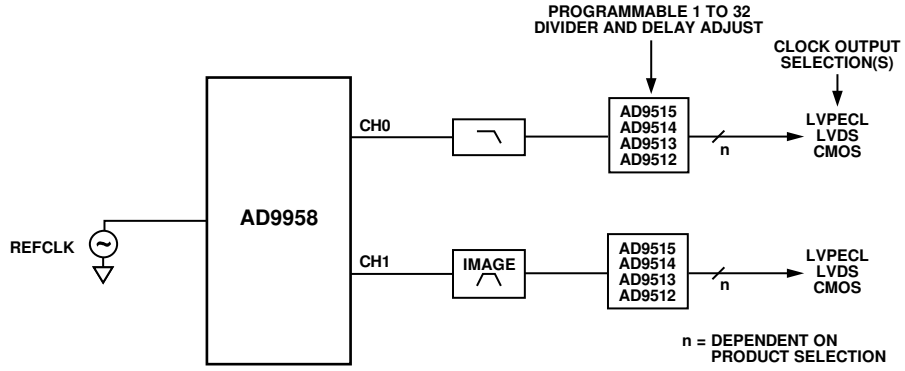 PROGRAMMABLE 1 TO 32
DIVIDER AND DELAY ADJUST
CLOCK OUTPUT
SELECTION(S)
AD9515
AD9514
AD9513
AD9512
CH0
n
LVPECL
LVDS
CMOS
AD9958
REFCLK
~
CH1
IMAGE
AD9515
AD9514
AD9513
AD9512
n
LVPECL
LVDS
CMOS
n = DEPENDENT ON
PRODUCT SELECTION